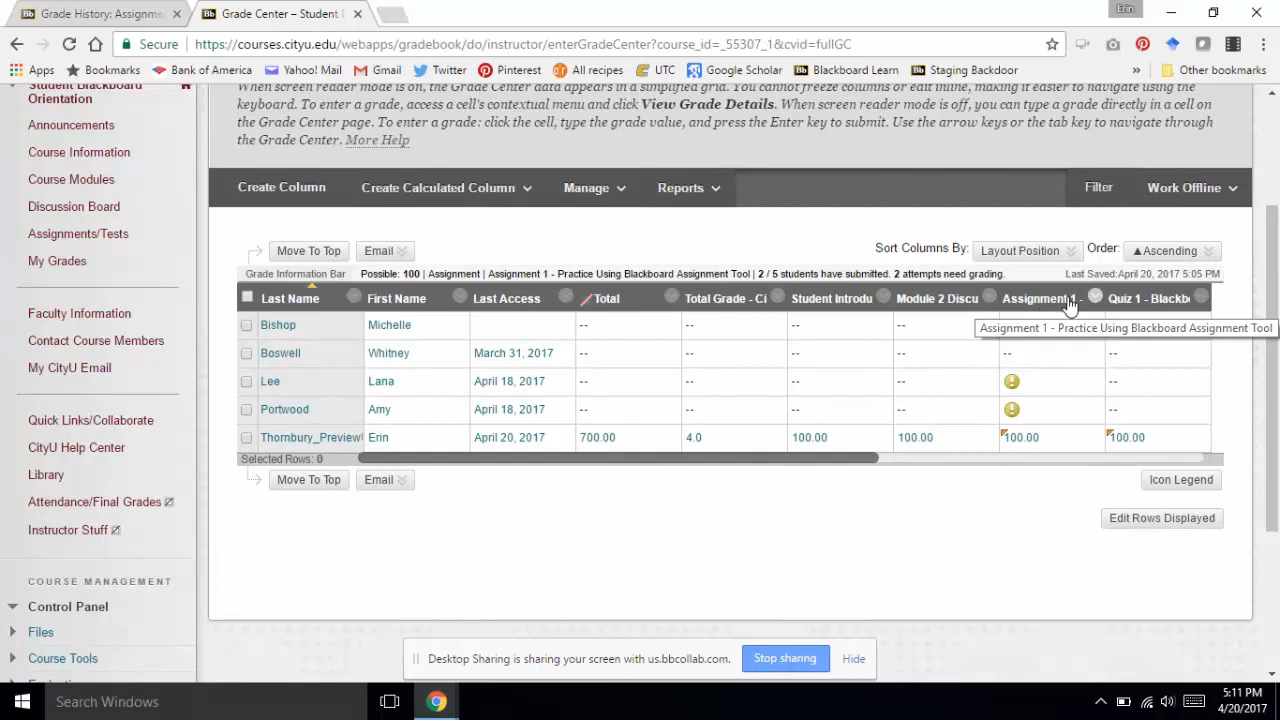 Grade History: Assignme
Grade Center – Student B
Erin
Secure
https://courses.cityu.edu/webapps/gradebook/do/instructor/enterGradeCenter?course_id=_55307_1&cvid=fullGC
Apps
Bookmarks
Bank of America
Yahoo! Mail
Gmail
Twitter
Pinterest
All recipes
UTC
Google Scholar
Bb Blackboard Learn
Bb Staging Backdoor
»
Other bookmarks
Student Blackboard
Orientation
Announcements
Course Information
Course Modules
Discussion Board
Assignments/Tests
My Grades
Faculty Information
Contact Course Members
My CityU Email
Quick Links/Collaborate
CityU Help Center
Library
Attendance/Final Grades
Instructor Stuff
COURSE MANAGEMENT
Control Panel
Files
Course Tools
When screen reader mode is on, the Grade Center data appears in a simplified grid. You cannot freeze columns or edit inline, making it easier to navigate using the
keyboard. To enter a grade, access a cell's contextual menu and click View Grade Details. When screen reader mode is off, you can type a grade directly in a cell on
the Grade Center page. To enter a grade: click the cell, type the grade value, and press the Enter key to submit. Use the arrow keys or the tab key to navigate through
the Grade Center. More Help
Create Column
Create Calculated Column
Manage
Reports
Filter
Work Offline
Move To Top
Email
Sort Columns By:
Layout Position
Order:
▲Ascending
Grade Information Bar
Possible: 100 | Assignment | Assignment 1 - Practice Using Blackboard Assignment Tool | 2 / 5 students have submitted. 2 attempts need grading.
Last Saved:April 20, 2017 5:05 PM
Last Name First Name Last Access Total Total Grade - Ci Student Introdu Module 2 Discu Assignment 1 - Quiz 1 - Blackb
Assignment 1 - Practice Using Blackboard Assignment Tool
Bishop Michelle -- -- -- --
Boswell Whitney March 31, 2017 -- -- -- -- -- --
Lee Lana April 18, 2017 -- -- -- -- --
Portwood Amy April 18, 2017 -- -- -- -- --
Thornbury_Preview Erin April 20, 2017 700.00 4.0 100.00 100.00 100.00 100.00
Selected Rows: 0
Move To Top
Email
Icon Legend
Edit Rows Displayed
Desktop Sharing is sharing your screen with us.bbcollab.com.
Stop sharing
Hide
Search Windows
5:11 PM
4/20/2017